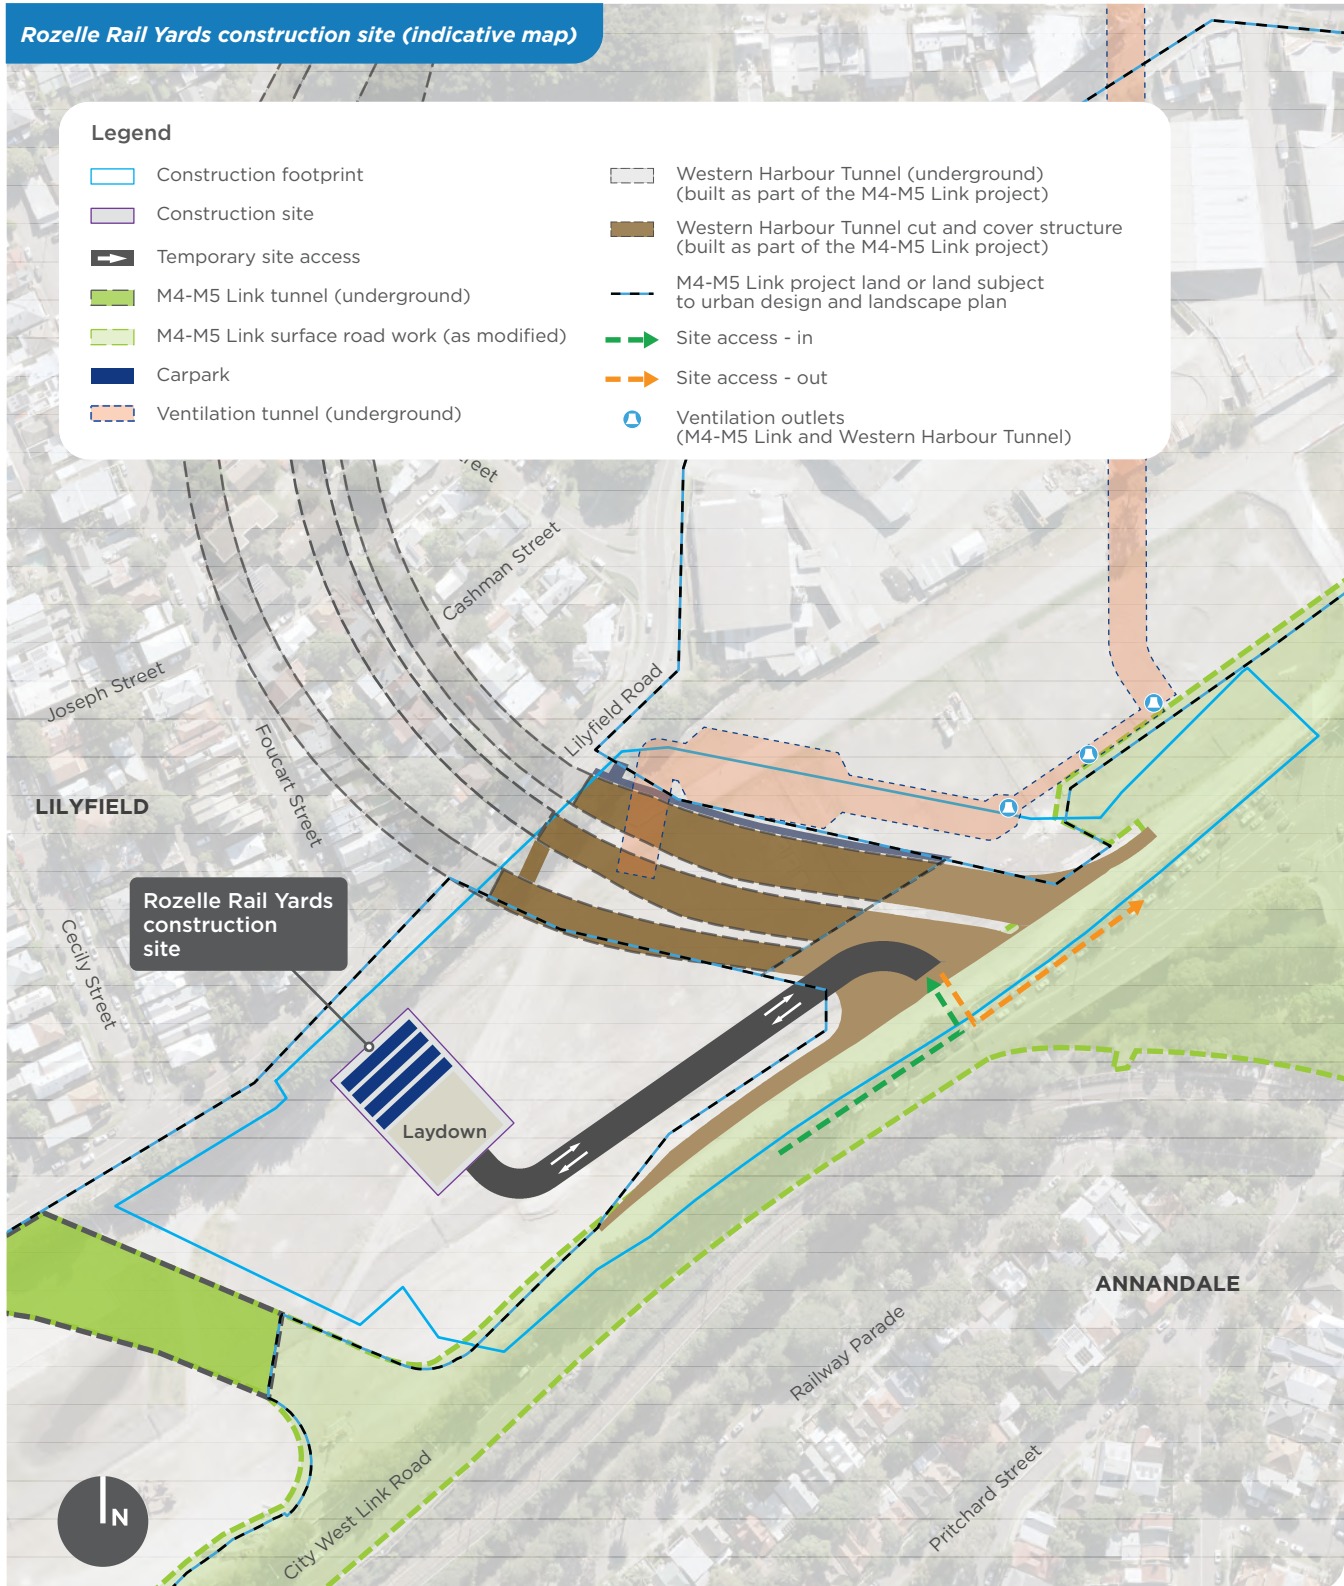 Rozelle Rail Yards construction site (indicative map)
Legend
Construction footprint
Construction site
Temporary site access
M4-M5 Link tunnel (underground)
M4-M5 Link surface road work (as modified)
Carpark
Ventilation tunnel (underground)
Western Harbour Tunnel (underground)
(built as part of the M4-M5 Link project)
Western Harbour Tunnel cut and cover structure
(built as part of the M4-M5 Link project)
M4-M5 Link project land or land subject
to urban design and landscape plan
Site access - in
Site access - out
Ventilation outlets
(M4-M5 Link and Western Harbour Tunnel)
Cashman Street
Joseph Street
Lilyfield Road
Foucart Street
LILYFIELD
Rozelle Rail Yards
construction
site
Cecily Street
Laydown
ANNANDALE
Railway Parade
City West Link Road
Pritchard Street
N